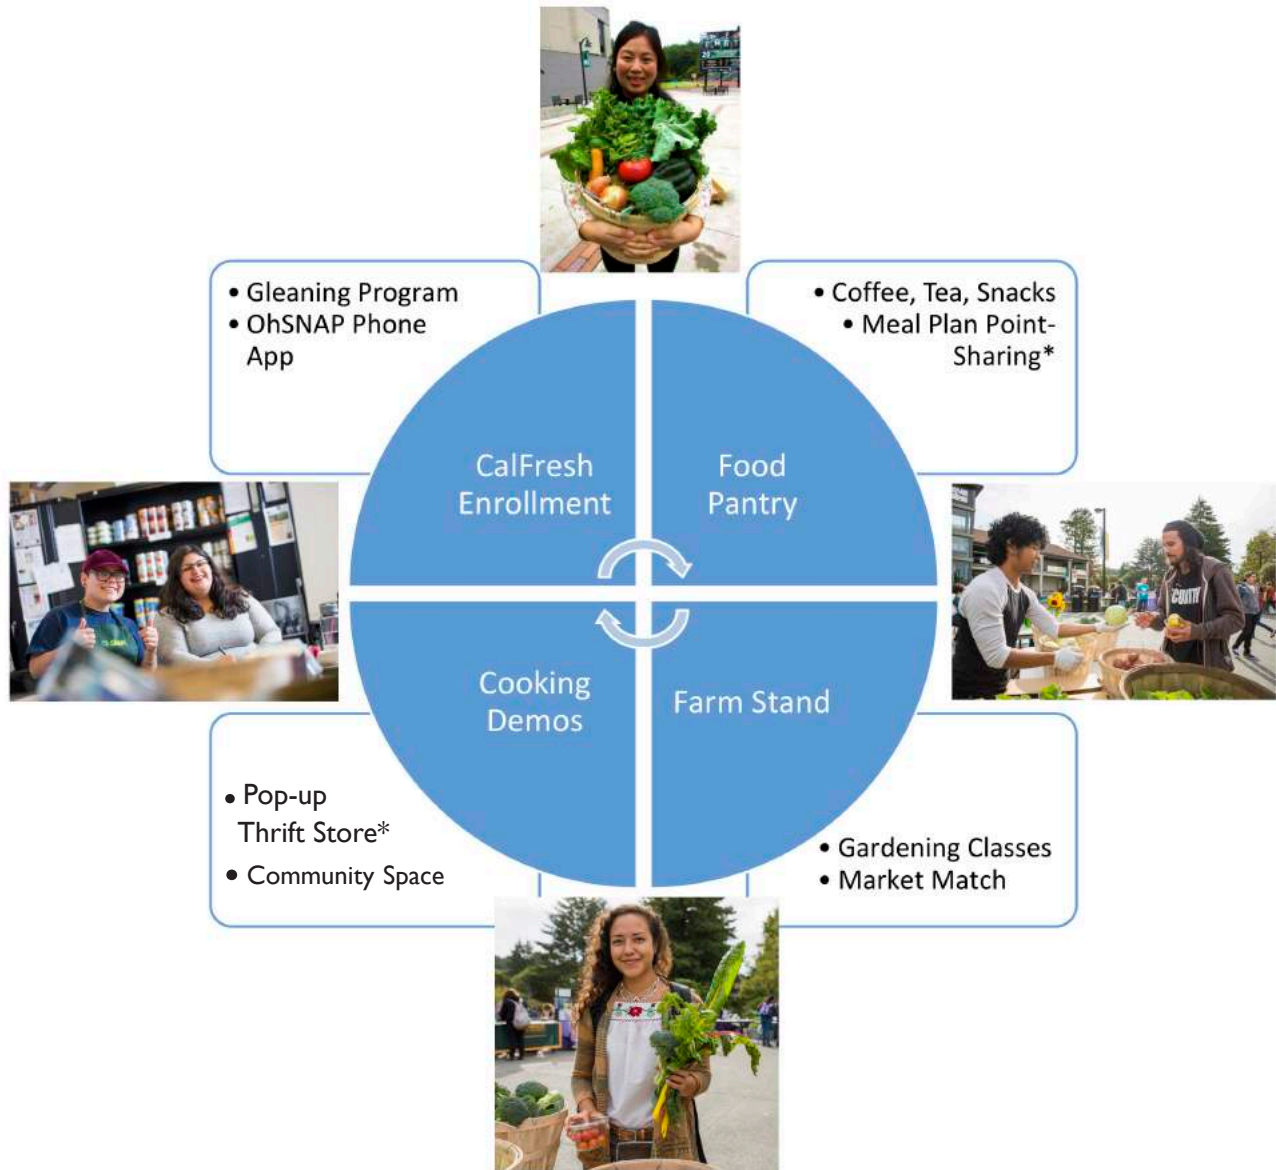 • Gleaning Program
• OhSNAP Phone
App
• Coffee, Tea, Snacks
• Meal Plan Point-
Sharing*
CalFresh
Enrollment
Food
Pantry
Cooking
Demos
Farm Stand
• Pop-up
Thrift Store*
• Community Space
• Gardening Classes
• Market Match